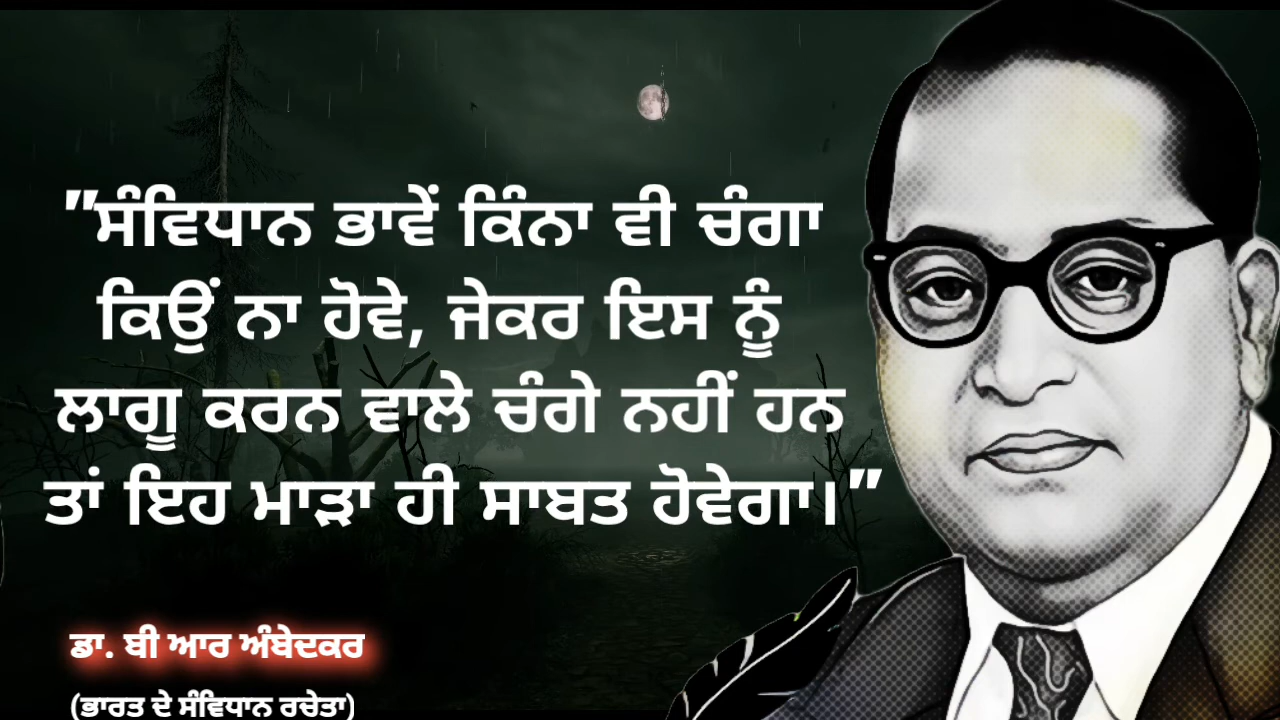 "ਸੰਵਿਧਾਨ ਭਾਵੇਂ ਕਿੰਨਾ ਵੀ ਚੰਗਾ
ਕਿਉਂ ਨਾ ਹੋਵੇ, ਜੇਕਰ ਇਸ ਨੂੰ
ਲਾਗੂ ਕਰਨ ਵਾਲੇ ਚੰਗੇ ਨਹੀਂ ਹਨ
ਤਾਂ ਇਹ ਮਾੜਾ ਹੀ ਸਾਬਤ ਹੋਵੇਗਾ।"
ਡਾ. ਬੀ ਆਰ ਅੰਬੇਦਕਰ
(ਭਾਰਤ ਦੇ ਸੰਵਿਧਾਨ ਰਚੇਤਾ)